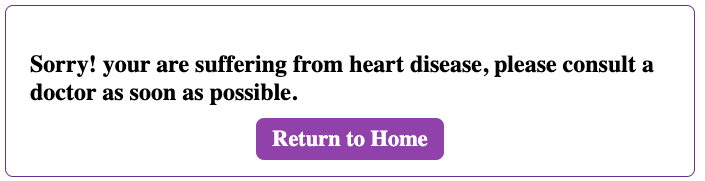 Sorry! your are suffering from heart disease, please consult a
doctor as soon as possible.
Return to Home